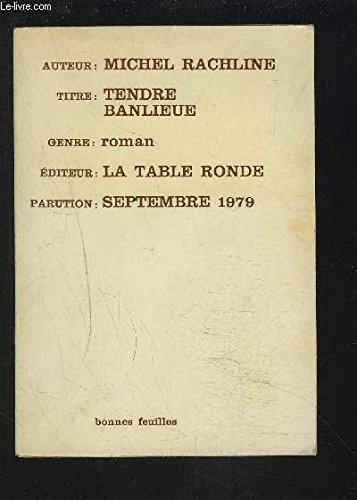 Le-livre.com
AUTEUR: MICHEL RACHLINE
TITRE: TENDRE
BANLIEUE
GENRE: roman
ÉDITEUR: LA TABLE RONDE
PARUTION: SEPTEMBRE 1979
bonnes feuilles